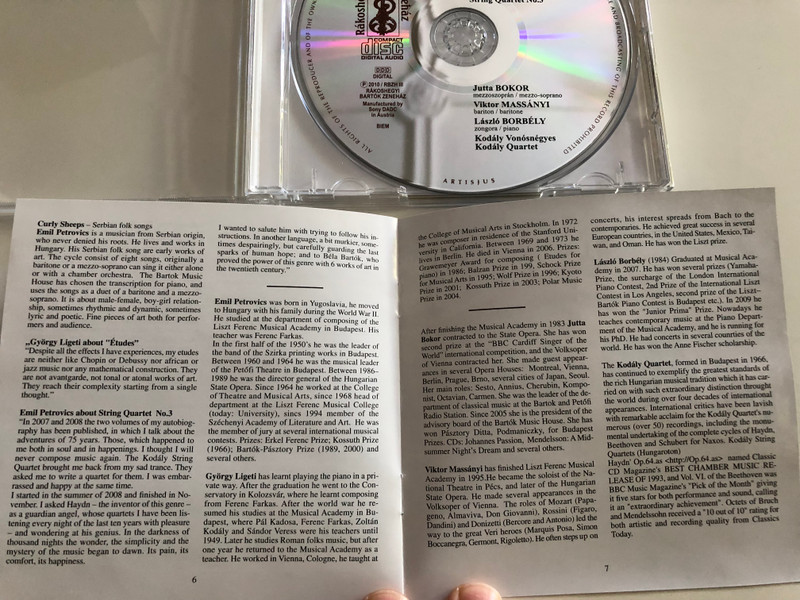 String Quartet No.3
Rákoshe
eház
COMPACT
disc
DIGITAL AUDIO
DIGITAL
Ⓟ 2010 / RBZH III
RÁKOSHEGYI
BARTÓK ZENEHÁZ
Manufactured by
Sony DADC
in Austria
BIEM
ALL RIGHTS OF THE REPRODUCER AND OF THE OWN
E AND BROADCASTING OF THIS RECORD PROHIBITED
ARTISJUS
Jutta BOKOR
mezzoszoprán / mezzo-soprano
Viktor MASSÁNYI
bariton / baritone
László BORBÉLY
zongora / piano
Kodály Vonósnégyes
Kodály Quartet
Curly Sheeps – Serbian folk songs
Emil Petrovics is a musician from Serbian origin,
who never denied his roots. He lives and works in
Hungary. His Serbian folk song are early works of
art. The cycle consist of eight songs, originally a
baritone or a mezzo-soprano can sing it either alone
or with a chamber orchestra. The Bartok Music
House has chosen the transcription for piano, and
uses the songs as a duet of a baritone and a mezzo-
soprano. It is about male-female, boy-girl relation-
ship, sometimes rhythmic and dynamic, sometimes
lyric and poetic. Fine pieces of art both for perfor-
mers and audience.
„György Ligeti about "Études"
"Despite all the effects I have experiences, my etudes
are neither like Chopin or Debussy nor african or
jazz music nor any mathematical construction. They
are not avantgarde, not tonal or atonal works of art.
They reach their complexity starting from a single
thought."
Emil Petrovics about String Quartet No.3
"In 2007 and 2008 the two volumes of my autobiog-
raphy has been published, in which I talk about the
adventures of 75 years. Those, which happened to
me both in soul and in happenings. I thought I will
never compose music again. The Kodály String
Quartet brought me back from my sad trance. They
asked me to write a quartet for them. I was embar-
rassed and happy at same time.
I started in the summer of 2008 and finished in No-
vember. I asked Haydn – the inventor of this genre –
as a guardian angel, whose quartets I have been lis-
tening every night of the last ten years with pleasure
– and wondering at his genius. In the darkness of
thousand nights the wonder, the simplicity and the
mystery of the music began to dawn. Its pain, its
comfort, its happiness.
I wanted to salute him with trying to follow his in-
structions. In another language, a bit murkier, some-
times despairingly, but carefully guarding the last
sparks of human hope; and to Béla Bartók, who
proved the power of this genre with 6 works of art in
the twentieth century."
Emil Petrovics was born in Yugoslavia, he moved
to Hungary with his family during the World War II.
He studied at the department of composing of the
Liszt Ferenc Musical Academy in Budapest. His
teacher was Ferenc Farkas.
In the first half of the 1950's he was the leader of
the band of the Szirka printing works in Budapest.
Between 1960 and 1964 he was the musical leader
of the Petőfi Theatre in Budapest. Between 1986–
1989 he was the director general of the Hungarian
State Opera. Since 1964 he worked at the College
of Theatre and Musical Arts, since 1968 head of
department at the Liszt Ferenc Musical College
(today: University), sincs 1994 member of the
Széchenyi Academy of Literature and Art. He was
the member of jury at several international musical
contests. Prizes: Erkel Ferenc Prize; Kossuth Prize
(1966); Bartók-Pásztory Prize (1989, 2000) and
several others.
György Ligeti has learnt playing the piano in a pri-
vate way. After the graduation he went to the Con-
servatory in Kolozsvár, where he learnt composing
from Ferenc Farkas. After the world war he re-
sumed his studies at the Musical Academy in Bu-
dapest, where Pál Kadosa, Ferenc Farkas, Zoltán
Kodály and Sándor Veress were his teachers until
1949. Later he studies Roman folks music, but after
one year he returned to the Musical Academy as a
teacher. He worked in Vienna, Cologne, he taught at
6
the College of Musical Arts in Stockholm. In 1972
he was composer in residence of the Stanford Uni-
versity in California. Between 1969 and 1973 he
lives in Berlin. He died in Vienna in 2006. Prizes:
Grawemeyer Award for composing ( Etudes for
piano) in 1986; Balzan Prize in 199, Schock Prize
for Musical Arts in 1995; Wolf Prize in 1996; Kyoto
Prize in 2001; Kossuth Prize in 2003; Polar Music
Prize in 2004.
After finishing the Musical Academy in 1983 Jutta
Bokor contracted to the State Opera. She has won
second prize at the "BBC Cardiff Singer of the
World" international competition, and the Volksoper
of Vienna contracted her. She made guest appear-
ances in several Opera Houses: Montreal, Vienna,
Berlin, Prague, Brno, several cities of Japan, Seoul.
Her main roles: Sesto, Annius, Cherubin, Kompo-
nist, Octavian, Carmen. She was the leader of the de-
partment of classical music at the Bartok and Petőfi
Radio Station. Since 2005 she is the president of the
advisory board of the Bartók Music House. She has
won Pásztory Ditta, Podmaniczky, for Budapest
Prizes. CDs: Johannes Passion, Mendelsson: A Mid-
summer Night's Dream and several others.
Viktor Massányi has finished Liszt Ferenc Musical
Academy in 1995.He became the soloist of the Na-
tional Theatre in Pécs, and later of the Hungarian
State Opera. He made several appearances in the
Volksoper of Vienna. The roles of Mozart (Papa-
geno, Almaviva, Don Giovanni), Rossini (Figaro,
Dandini) and Donizetti (Bercore and Antonio) led the
way to the great Veri heroes (Marquis Posa, Simon
Boccanegra, Germont, Rigoletto). He often steps up on
concerts, his interest spreads from Bach to the
contemporaries. He achieved great success in several
European countries, in the United States, Mexico, Tai-
wan, and Oman. He has won the Liszt prize.
László Borbély (1984) Graduated at Musical Aca-
demy in 2007. He has won several prizes (Yamaha-
Prize, the surcharge of the London International
Piano Contest, 2nd Prize of the International Liszt
Contest in Los Angeles, second prize of the Liszt–
Bartók Piano Contest is Budapest etc.). In 2009 he
has won the "Junior Prima" Prize. Nowadays he
teaches contemporary music at the Piano Depart-
ment of the Musical Academy, and he is running for
his PhD. He had concerts in several countries of the
world. He has won the Anne Fischer scholarship.
The Kodály Quartet, formed in Budapest in 1966,
has continued to exemplify the greatest standards of
the rich Hungarian musical tradition which it has car-
ried on with such extraordinary distinction throught
the world during over four decades of international
appearances. International critics have been lavish
with remarkable acclaim for the Kodály Quartet's nu-
merous (over 50) recordings, including the monu-
mental undertaking of the complete cycles of Haydn,
Beethoven and Schubert for Naxos. Kodály String
Quartets (Hungaroton)
Haydn' Op.64.as <http://Op.64.as> named Classic
CD Magazine's BEST CHAMBER MUSIC RE-
LEASE OF 1993, and Vol. VI. of the Beethoven was
BBC Music Magazine's "Pick of the Month" giving
it five stars for both performance and sound, calling
it an "extraordinary achievement". Octets of Bruch
and Mendelssohn received a "10 out of 10" rating for
both artistic and recording quality from Classics
Today.
7